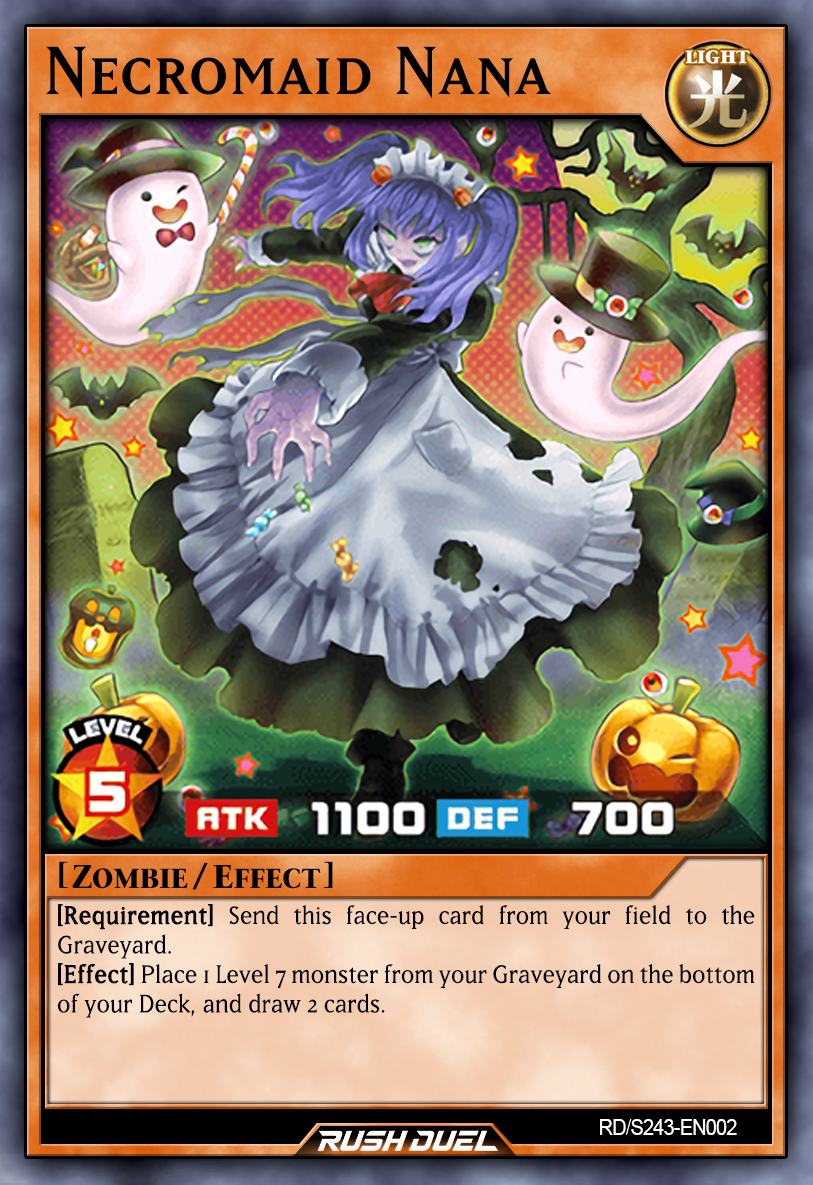 Necromaid Nana
LIGHT
光
LEVEL
5
ATK 1100 DEF 700
[Zombie/Effect]
[Requirement] Send this face-up card from your field to the
Graveyard.
[Effect] Place 1 Level 7 monster from your Graveyard on the bottom
of your Deck, and draw 2 cards.
RD/S243-EN002
RUSH DUEL